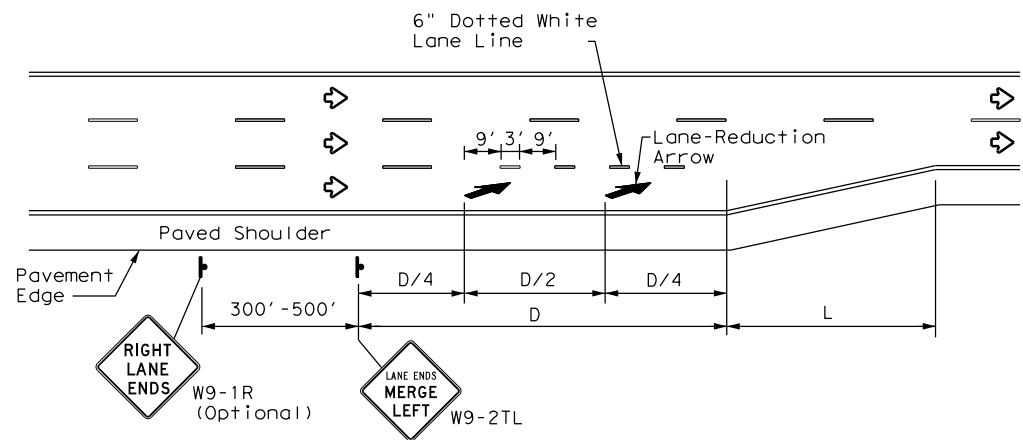 6" Dotted White
Lane Line
9' 3' 9'
Lane-Reduction
Arrow
Paved Shoulder
Pavement
Edge
D/4 D/2 D/4
300'-500' D L
RIGHT
LANE
ENDS
W9-1R
(Optional)
LANE ENDS
MERGE
LEFT
W9-2TL